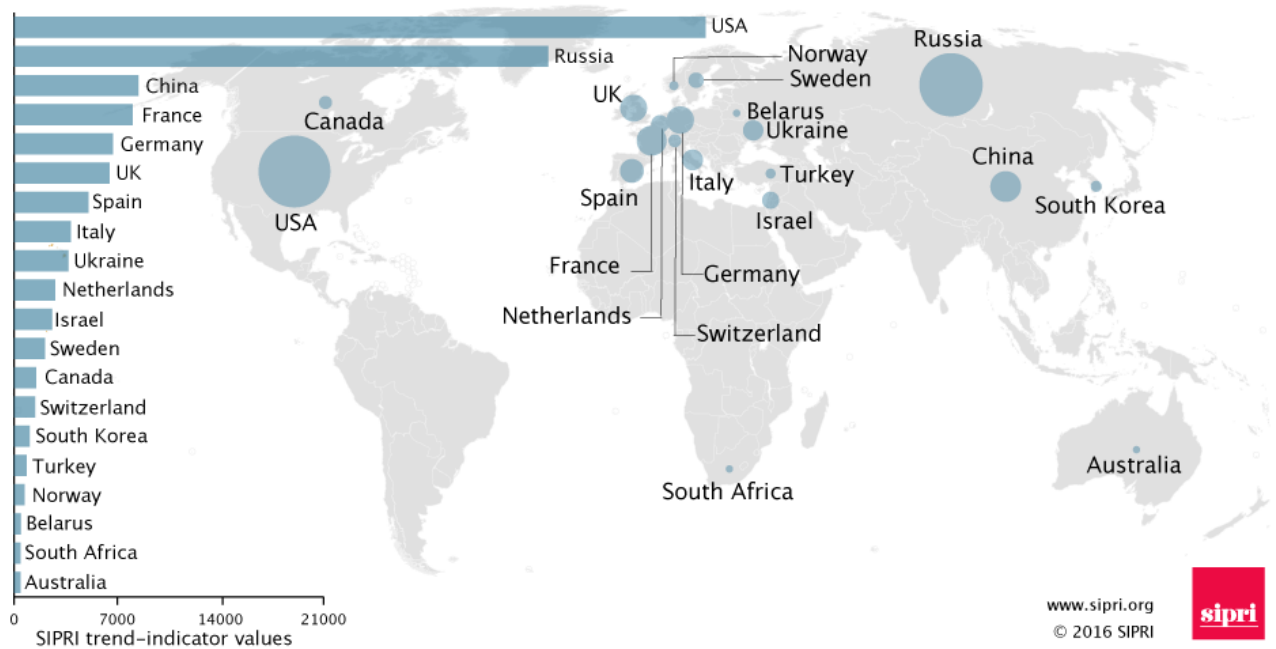 USA
Russia
China
France
Germany
UK
Spain
Italy
Ukraine
Netherlands
Israel
Sweden
Canada
Switzerland
South Korea
Turkey
Norway
Belarus
South Africa
Australia
0 7000 14000 21000
SIPRI trend-indicator values
Canada
USA
Norway
Sweden
UK
Belarus
Ukraine
Russia
China
South Korea
Turkey
Italy
Spain
Israel
France
Germany
Netherlands
Switzerland
South Africa
Australia
www.sipri.org
© 2016 SIPRI
sipri